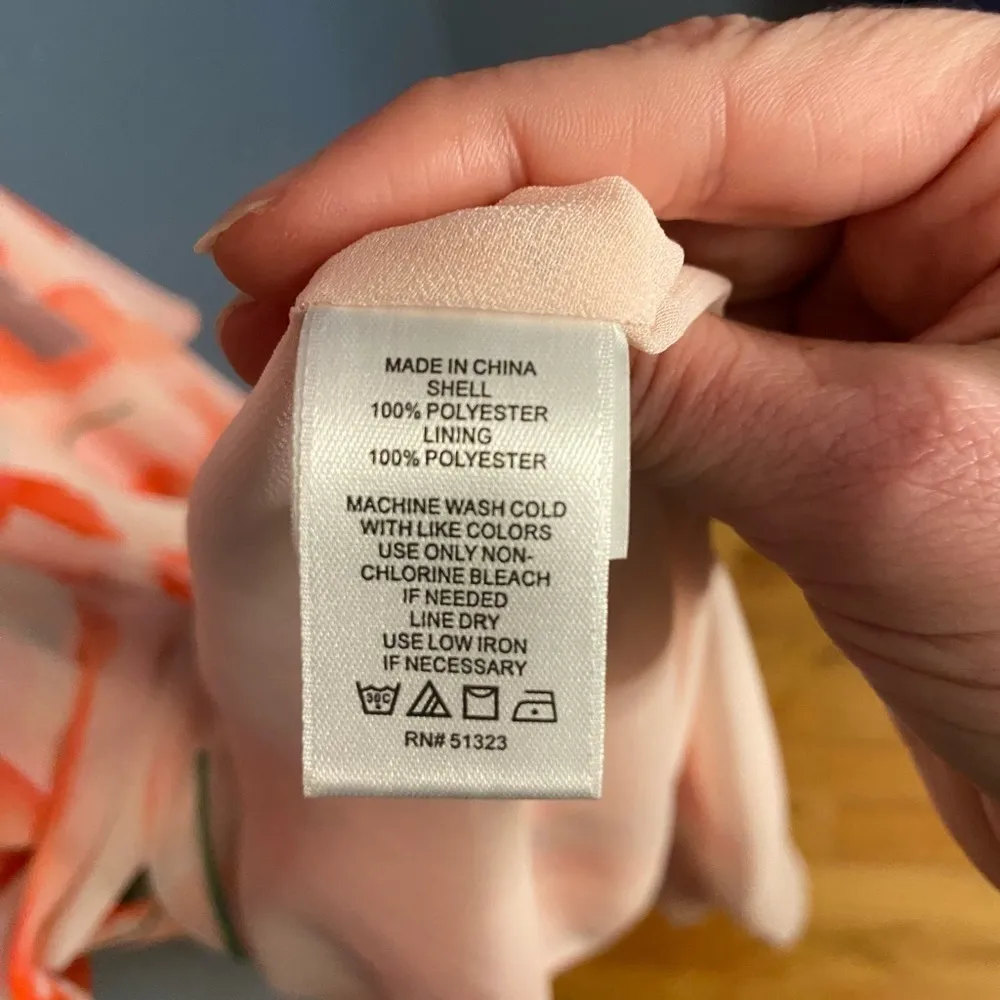 MADE IN CHINA
SHELL
100% POLYESTER
LINING
100% POLYESTER
MACHINE WASH COLD
WITH LIKE COLORS
USE ONLY NON-
CHLORINE BLEACH
IF NEEDED
LINE DRY
USE LOW IRON
IF NECESSARY
30C
RN# 51323